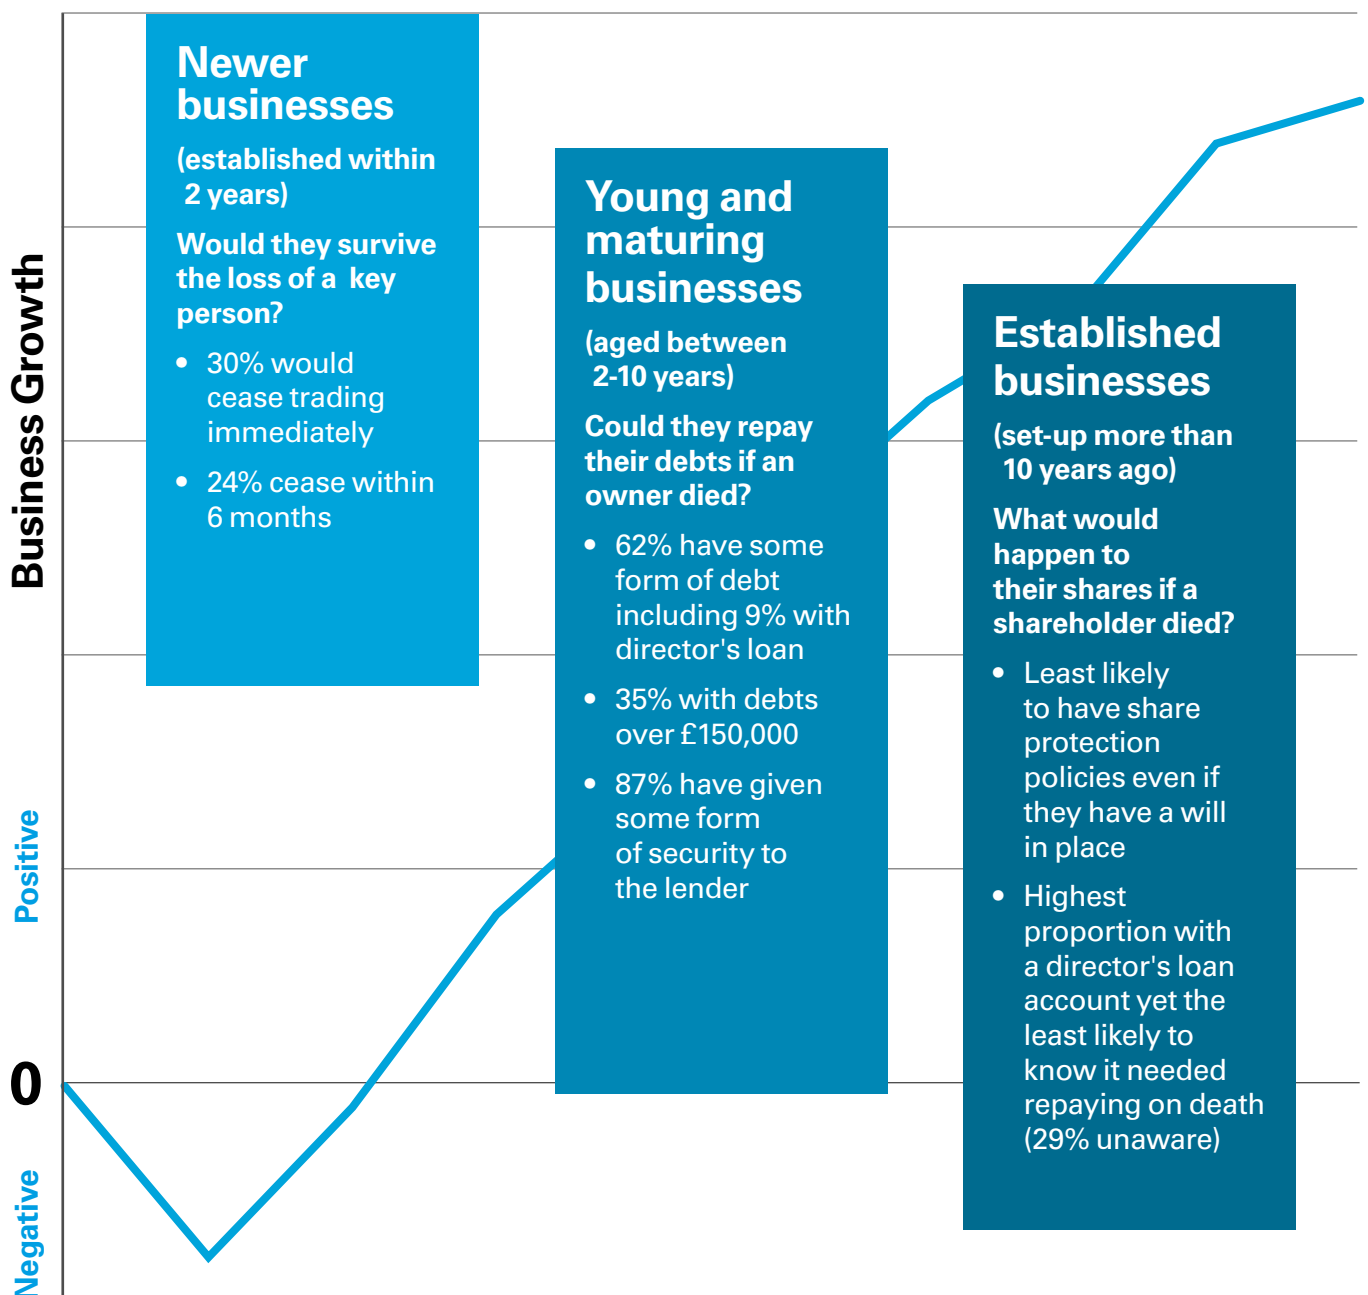 Business Growth
Positive
0
Negative
Newer
businesses
(established within
2 years)
Would they survive
the loss of a key
person?
• 30% would
cease trading
immediately
• 24% cease within
6 months
Young and
maturing
businesses
(aged between
2-10 years)
Could they repay
their debts if an
owner died?
• 62% have some
form of debt
including 9% with
director's loan
• 35% with debts
over £150,000
• 87% have given
some form
of security to
the lender
Established
businesses
(set-up more than
10 years ago)
What would
happen to
their shares if a
shareholder died?
• Least likely
to have share
protection
policies even if
they have a will
in place
• Highest
proportion with
a director's loan
account yet the
least likely to
know it needed
repaying on death
(29% unaware)